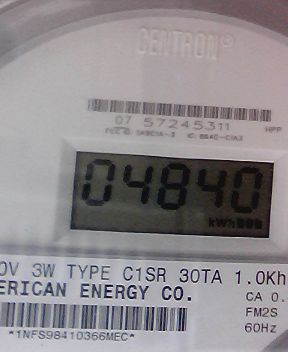 CENTRON®
07 57245311 HPP
04840
kWh
0V 3W TYPE C1SR 30TA 1.0Kh
ERICAN ENERGY CO.
CA 0.
FM2S
*1NFS98410366MEC* 60Hz